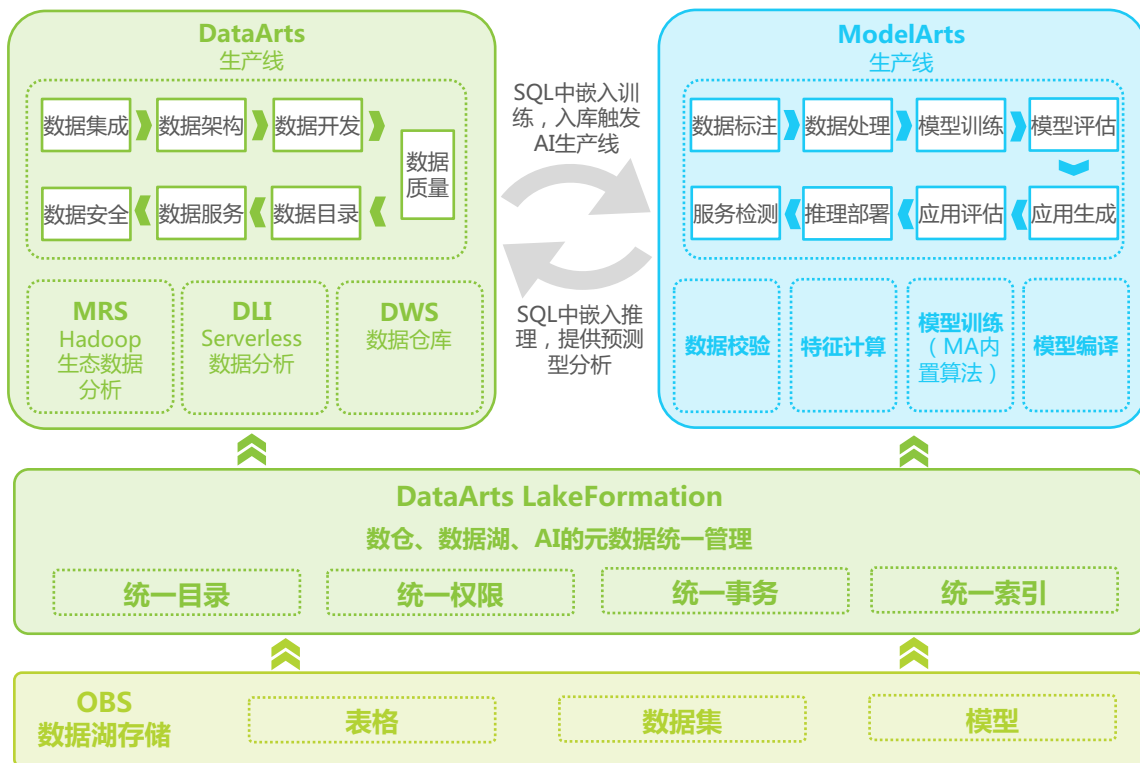 DataArts
生产线
数据集成
数据架构
数据开发
数据
质量
数据安全
数据服务
数据目录
MRS
Hadoop
生态数据
分析
DLI
Serverless
数据分析
DWS
数据仓库
SQL中嵌入训
练，入库触发
AI生产线
SQL中嵌入推
理，提供预测
型分析
ModelArts
生产线
数据标注
数据处理
模型训练
模型评估
服务检测
推理部署
应用评估
应用生成
数据校验
特征计算
模型训练
（MA内
置算法）
模型编译
DataArts LakeFormation
数仓、数据湖、AI的元数据统一管理
统一目录
统一权限
统一事务
统一索引
OBS
数据湖存储
表格
数据集
模型